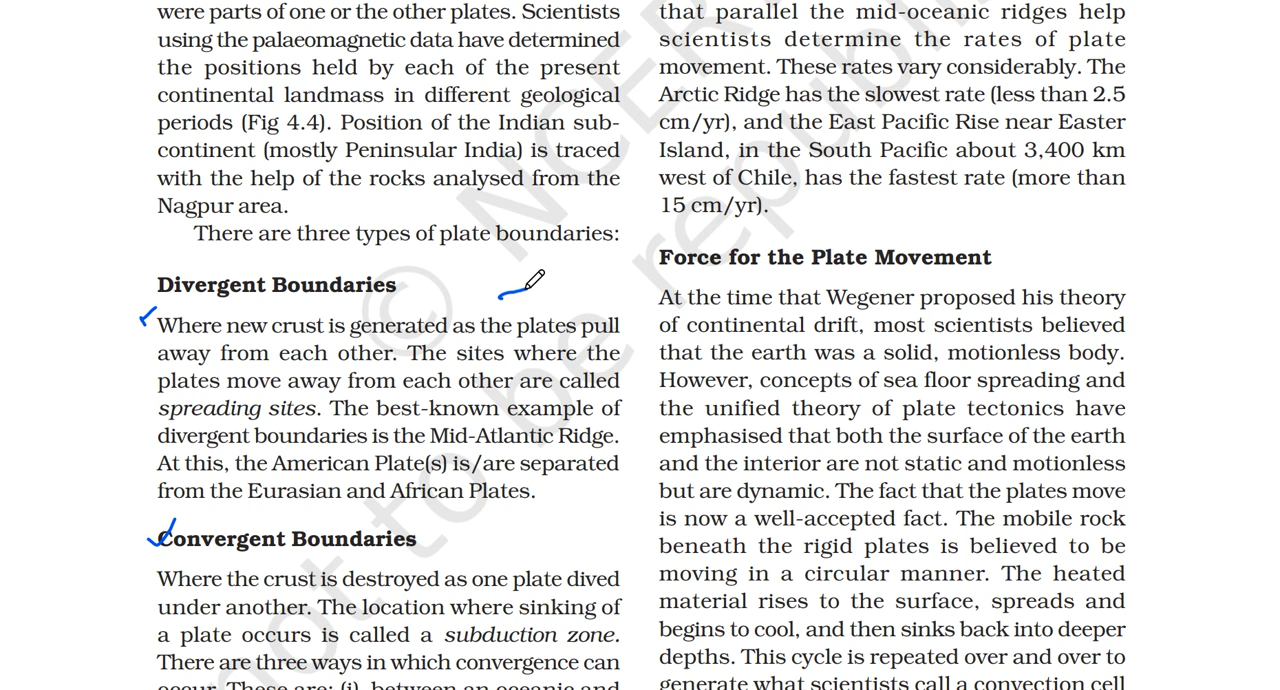 were parts of one or the other plates. Scientists
using the palaeomagnetic data have determined
the positions held by each of the present
continental landmass in different geological
periods (Fig 4.4). Position of the Indian sub-
continent (mostly Peninsular India) is traced
with the help of the rocks analysed from the
Nagpur area.
There are three types of plate boundaries:
Divergent Boundaries
Where new crust is generated as the plates pull
away from each other. The sites where the
plates move away from each other are called
spreading sites. The best-known example of
divergent boundaries is the Mid-Atlantic Ridge.
At this, the American Plate(s) is/are separated
from the Eurasian and African Plates.
Convergent Boundaries
Where the crust is destroyed as one plate dived
under another. The location where sinking of
a plate occurs is called a subduction zone.
There are three ways in which convergence can
occur. These are: (i) between an oceanic and
that parallel the mid-oceanic ridges help
scientists determine the rates of plate
movement. These rates vary considerably. The
Arctic Ridge has the slowest rate (less than 2.5
cm/yr), and the East Pacific Rise near Easter
Island, in the South Pacific about 3,400 km
west of Chile, has the fastest rate (more than
15 cm/yr).
Force for the Plate Movement
At the time that Wegener proposed his theory
of continental drift, most scientists believed
that the earth was a solid, motionless body.
However, concepts of sea floor spreading and
the unified theory of plate tectonics have
emphasised that both the surface of the earth
and the interior are not static and motionless
but are dynamic. The fact that the plates move
is now a well-accepted fact. The mobile rock
beneath the rigid plates is believed to be
moving in a circular manner. The heated
material rises to the surface, spreads and
begins to cool, and then sinks back into deeper
depths. This cycle is repeated over and over to
generate what scientists call a convection cell
© NCER
not to be republi